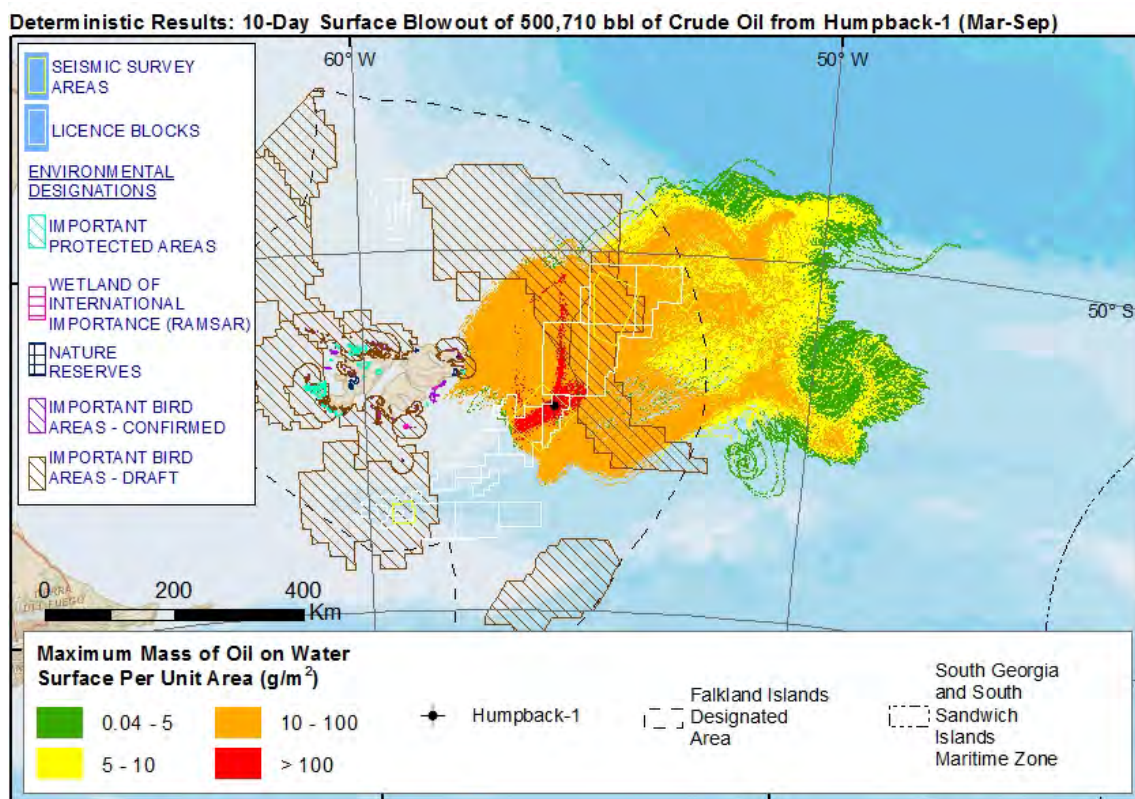 Deterministic Results: 10-Day Surface Blowout of 500,710 bbl of Crude Oil from Humpback-1 (Mar-Sep)
60° W
50° W
50° S
SEISMIC SURVEY
AREAS
LICENCE BLOCKS
ENVIRONMENTAL
DESIGNATIONS
IMPORTANT
PROTECTED AREAS
WETLAND OF
INTERNATIONAL
IMPORTANCE (RAMSAR)
NATURE
RESERVES
IMPORTANT BIRD
AREAS - CONFIRMED
IMPORTANT BIRD
AREAS - DRAFT
0 200 400
Km
Maximum Mass of Oil on Water
Surface Per Unit Area (g/m²)
0.04 - 5
5 - 10
10 - 100
> 100
Humpback-1
Falkland Islands
Designated
Area
South Georgia
and South
Sandwich
Islands
Maritime Zone